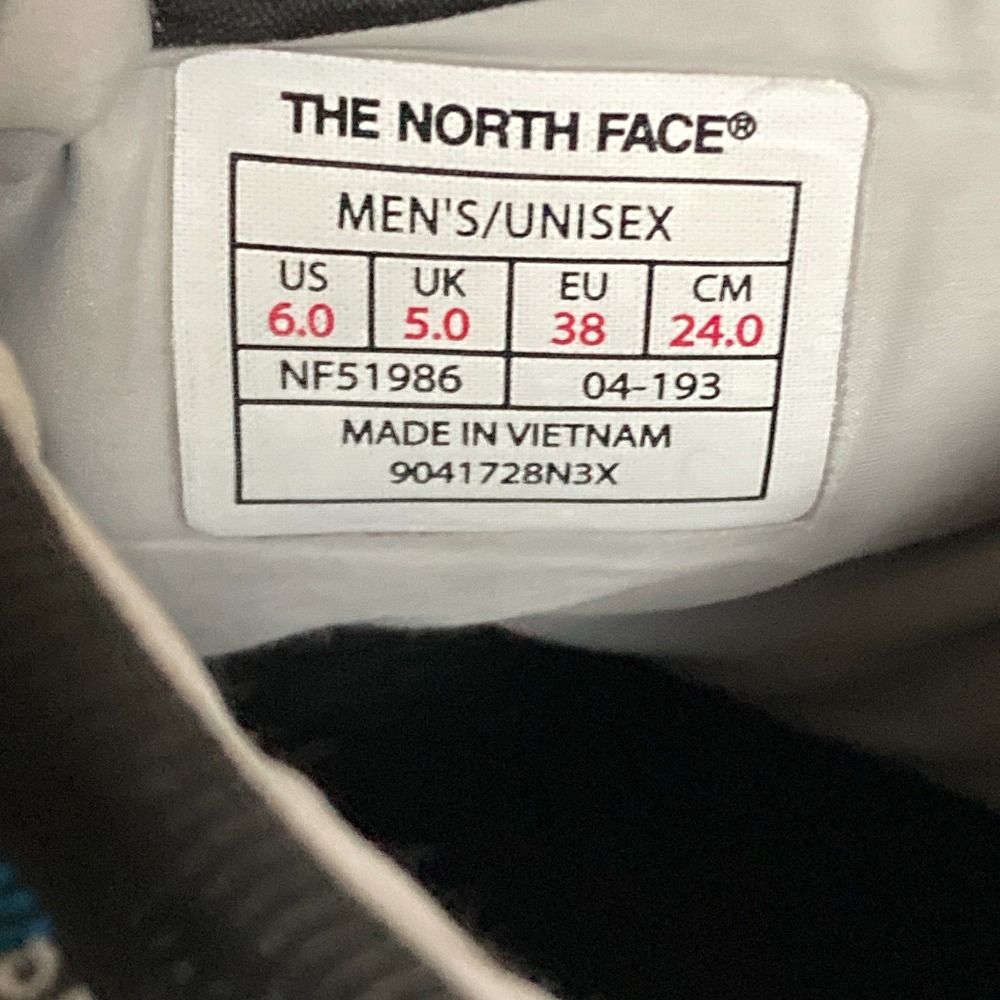 THE NORTH FACE®
MEN'S/UNISEX
US UK EU CM
6.0 5.0 38 24.0
NF51986 04-193
MADE IN VIETNAM
9041728N3X